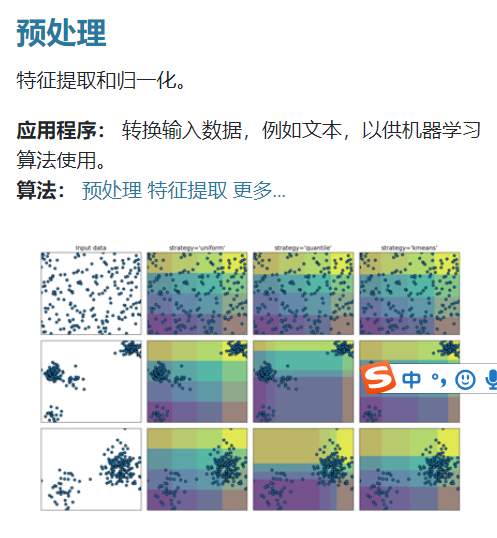 预处理
特征提取和归一化。
应用程序： 转换输入数据，例如文本，以供机器学习
算法使用。
算法： 预处理 特征提取 更多...
Input data strategy='uniform' strategy='quantile' strategy='kmeans'
S 中